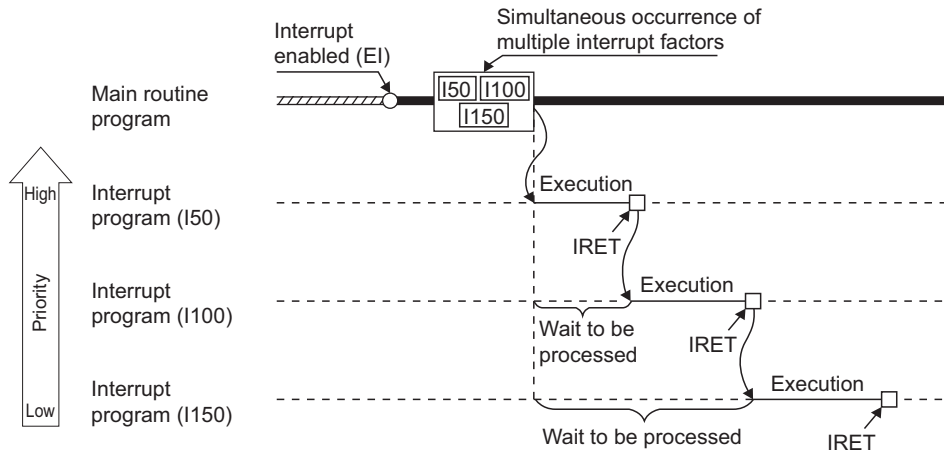 Simultaneous occurrence of
multiple interrupt factors
Interrupt
enabled (EI)
I50 I100
I150
Main routine
program
High
Priority
Low
Interrupt
program (I50)
Execution
IRET
Interrupt
program (I100)
Execution
Wait to be
processed
IRET
Interrupt
program (I150)
Execution
Wait to be processed
IRET